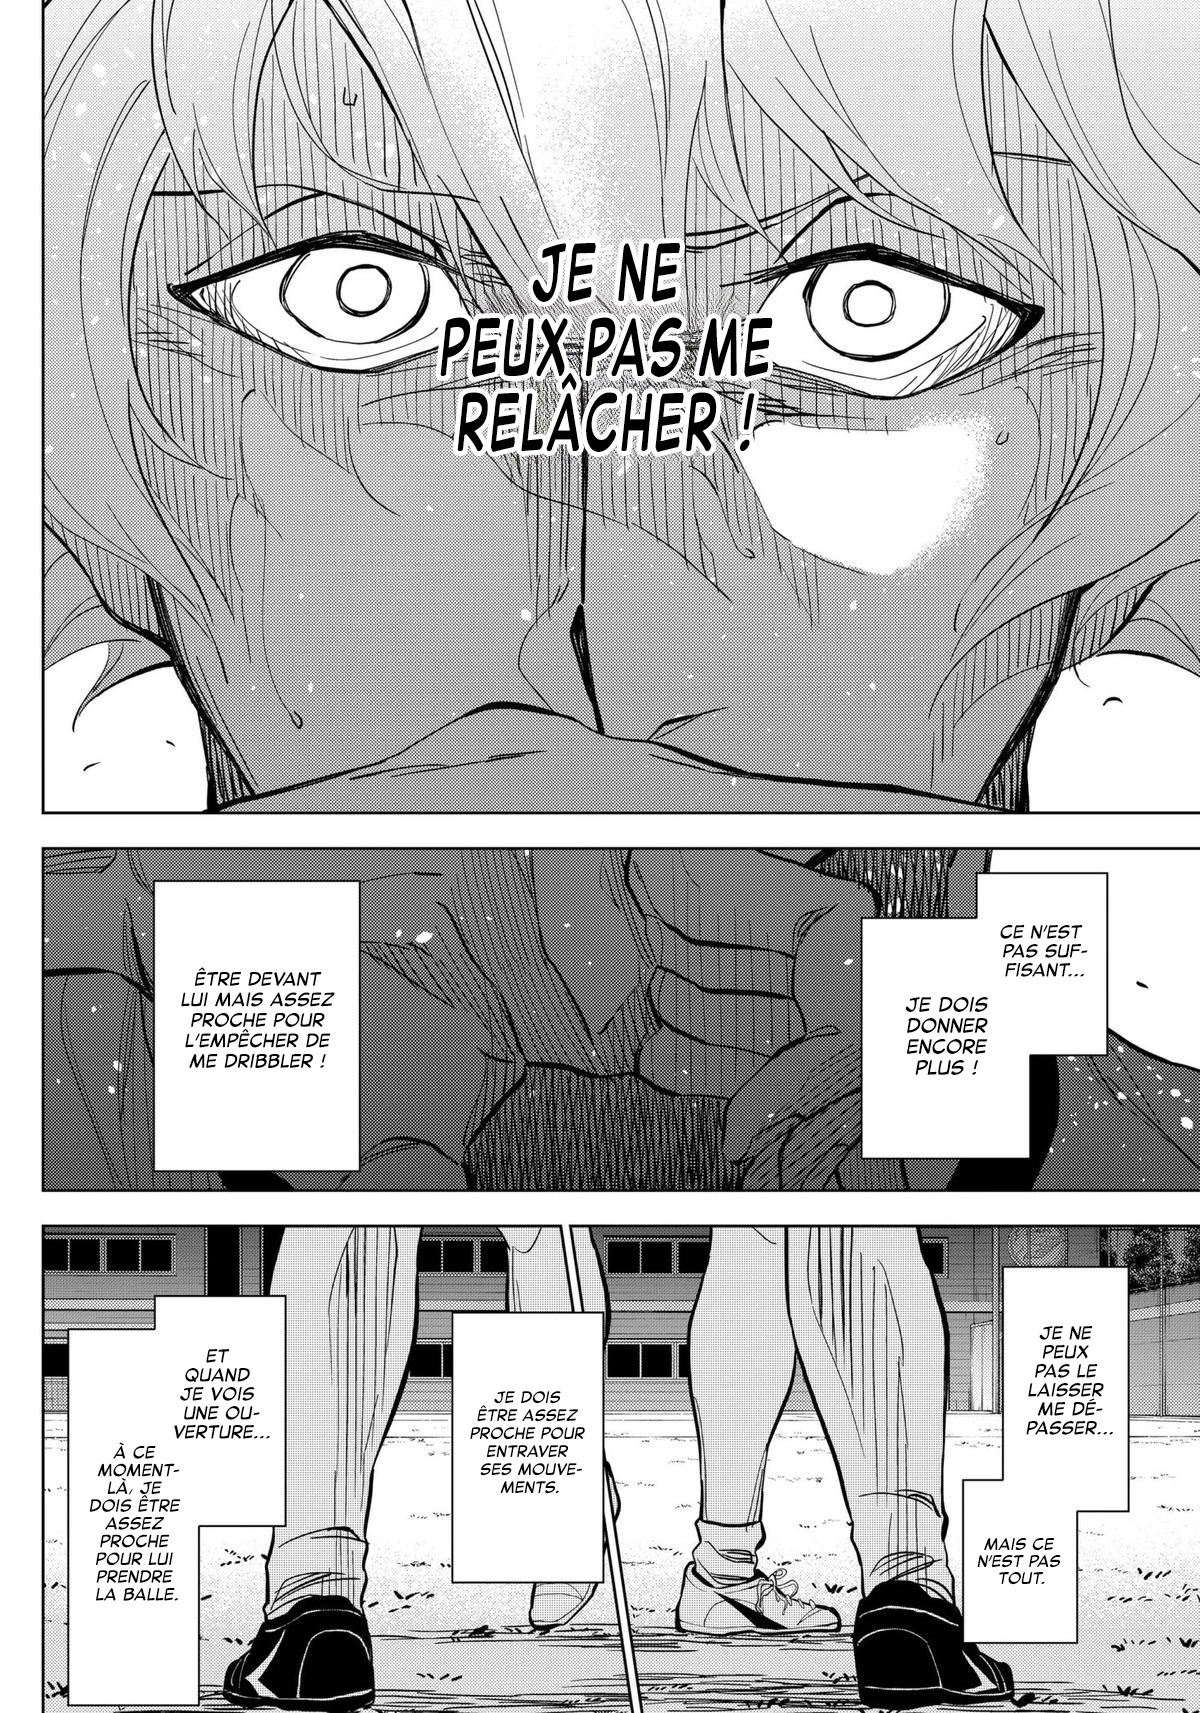 JE NE
PEUX PAS ME
RELÂCHER !
CE N'EST
PAS SUF-
FISANT...
JE DOIS
DONNER
ENCORE
PLUS !
ÊTRE DEVANT
LUI MAIS ASSEZ
PROCHE POUR
L'EMPÊCHER DE
ME DRIBBLER !
JE NE
PEUX
PAS LE
LAISSER
ME DÉ-
PASSER...
MAIS CE
N'EST PAS
TOUT.
JE DOIS
ÊTRE ASSEZ
PROCHE POUR
ENTRAVER
SES MOUVE-
MENTS.
ET
QUAND
JE VOIS
UNE OU-
VERTURE...
À CE
MOMENT-
LÀ, JE
DOIS ÊTRE
ASSEZ
PROCHE
POUR LUI
PRENDRE
LA BALLE.